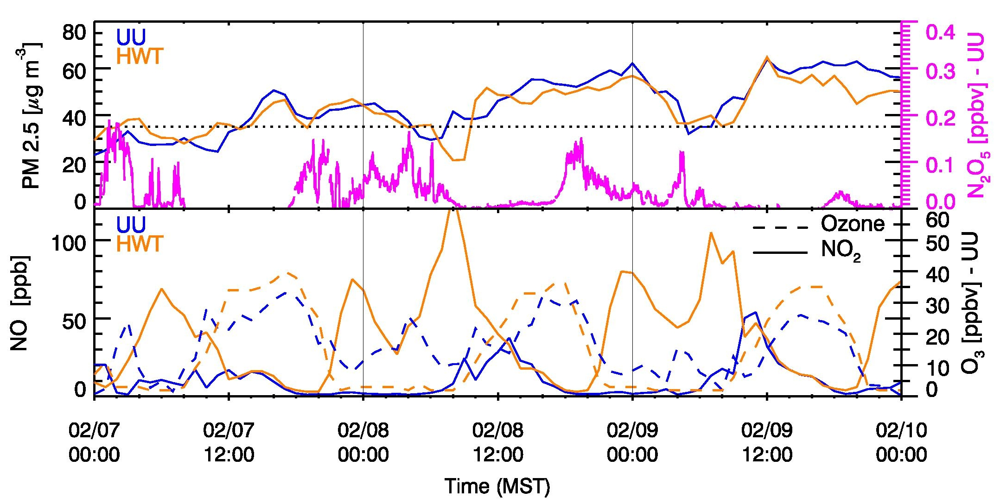 80
60
40
20
0
PM 2.5 [μg m⁻³]
UU
HWT
0.4
0.3
0.2
0.1
0.0
N₂O₅ [ppbv] - UU
100
50
0
NO [ppb]
UU
HWT
Ozone
NO₂
60
50
40
30
20
10
0
O₃ [ppbv] - UU
02/07 02/07 02/08 02/08 02/09 02/09 02/10
00:00 12:00 00:00 12:00 00:00 12:00 00:00
Time (MST)